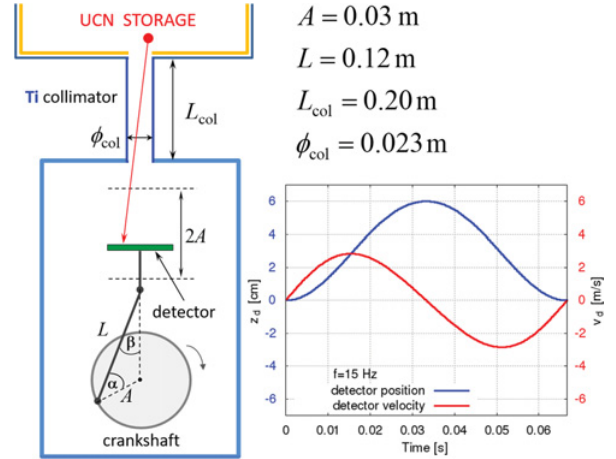 UCN STORAGE
Ti collimator
L_col
ϕ_col
2A
detector
L
β
α
A
crankshaft
A = 0.03 m
L = 0.12 m
L_col = 0.20 m
ϕ_col = 0.023 m
6
4
2
0
-2
-4
-6
z_d [cm]
6
4
2
0
-2
-4
-6
v_d [m/s]
f=15 Hz
detector position
detector velocity
0 0.01 0.02 0.03 0.04 0.05 0.06
Time [s]